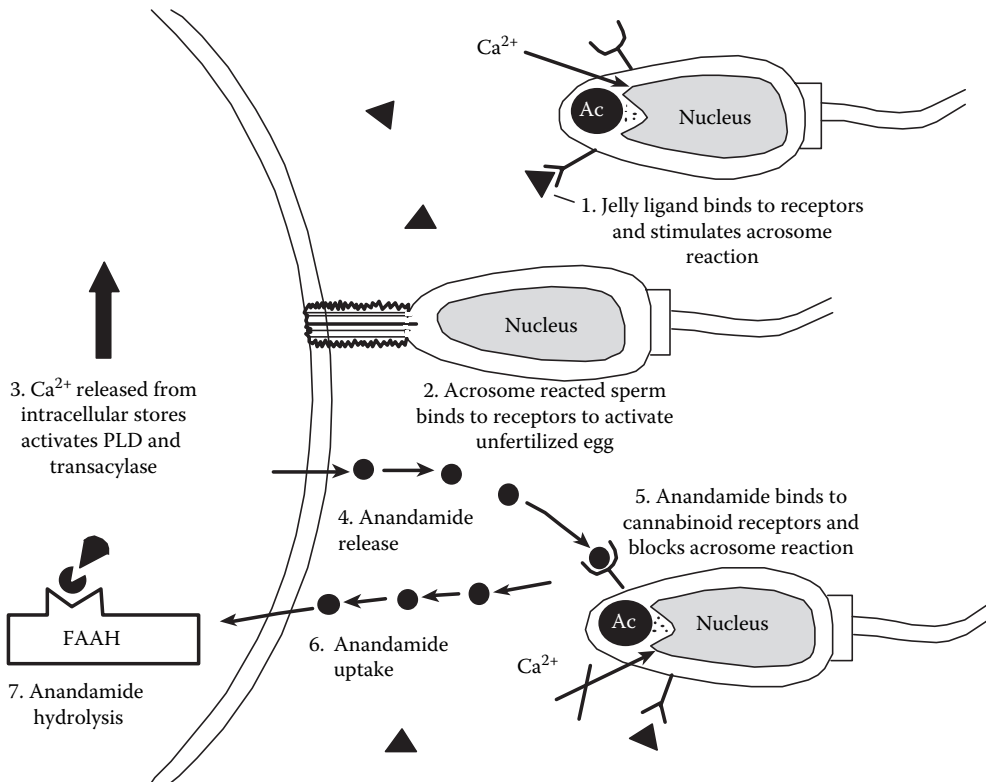 Ca²⁺
Ac
Nucleus
1. Jelly ligand binds to receptors
and stimulates acrosome
reaction
Nucleus
2. Acrosome reacted sperm
binds to receptors to activate
unfertilized egg
3. Ca²⁺ released from
intracellular stores
activates PLD and
transacylase
4. Anandamide
release
5. Anandamide binds to
cannabinoid receptors and
blocks acrosome reaction
Ac
Nucleus
Ca²⁺
6. Anandamide
uptake
FAAH
7. Anandamide
hydrolysis